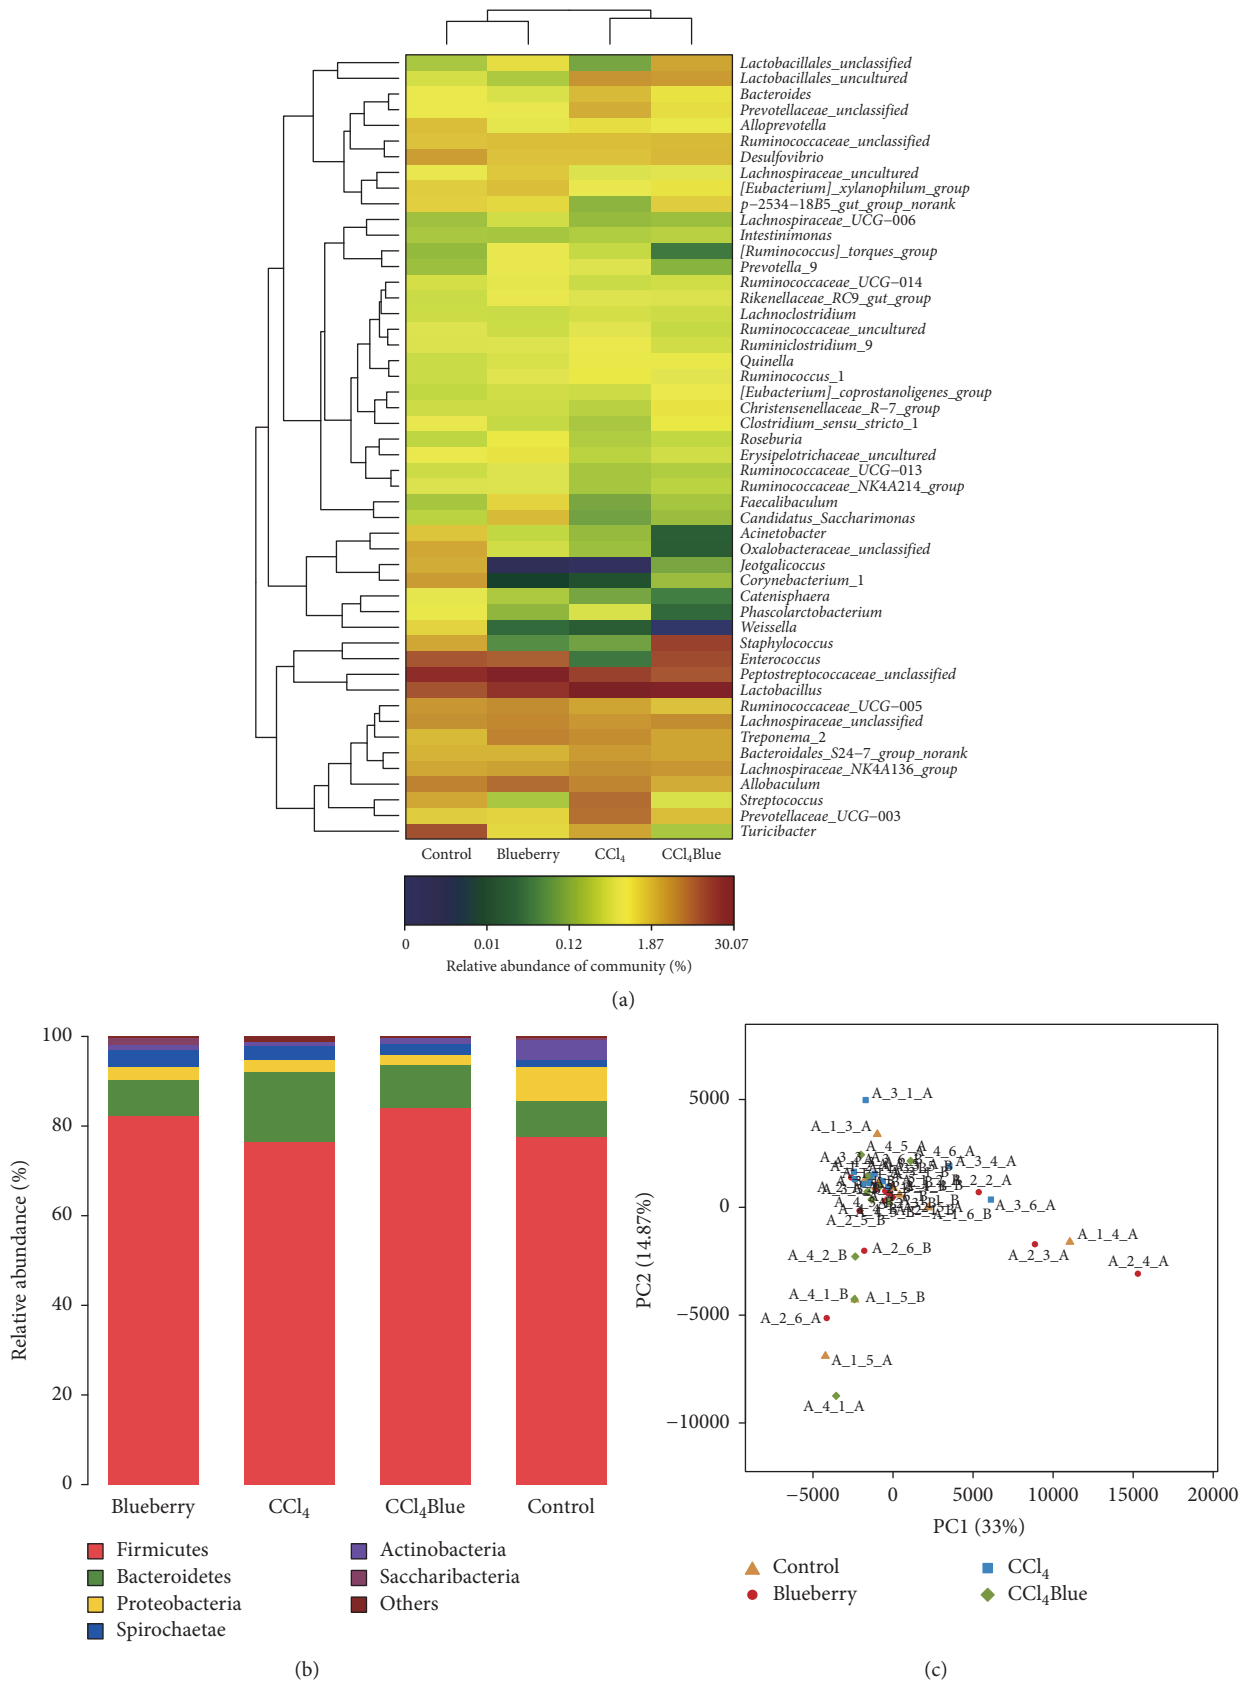 Lactobacillales_unclassified
Lactobacillales_uncultured
Bacteroides
Prevotellaceae_unclassified
Alloprevotella
Ruminococcaceae_unclassified
Desulfovibrio
Lachnospiraceae_uncultured
[Eubacterium]_xylanophilum_group
p−2534−18B5_gut_group_norank
Lachnospiraceae_UCG−006
Intestinimonas
[Ruminococcus]_torques_group
Prevotella_9
Ruminococcaceae_UCG−014
Rikenellaceae_RC9_gut_group
Lachnoclostridium
Ruminococcaceae_uncultured
Ruminiclostridium_9
Quinella
Ruminococcus_1
[Eubacterium]_coprostanoligenes_group
Christensenellaceae_R−7_group
Clostridium_sensu_stricto_1
Roseburia
Erysipelotrichaceae_uncultured
Ruminococcaceae_UCG−013
Ruminococcaceae_NK4A214_group
Faecalibaculum
Candidatus_Saccharimonas
Acinetobacter
Oxalobacteraceae_unclassified
Jeotgalicoccus
Corynebacterium_1
Catenisphaera
Phascolarctobacterium
Weissella
Staphylococcus
Enterococcus
Peptostreptococcaceae_unclassified
Lactobacillus
Ruminococcaceae_UCG−005
Lachnospiraceae_unclassified
Treponema_2
Bacteroidales_S24−7_group_norank
Lachnospiraceae_NK4A136_group
Allobaculum
Streptococcus
Prevotellaceae_UCG−003
Turicibacter
Control Blueberry CCl₄ CCl₄Blue
0 0.01 0.12 1.87 30.07
Relative abundance of community (%)
(a)
100
80
60
40
20
0
Relative abundance (%)
Blueberry CCl₄ CCl₄Blue Control
Firmicutes
Bacteroidetes
Proteobacteria
Spirochaetae
Actinobacteria
Saccharibacteria
Others
(b)
5000
0
−5000
−10000
PC2 (14.87%)
A_3_1_A
A_1_3_A
A_4_5_A
A_4_6_A
A_3_4_A
A_2_2_A
A_3_6_A
A_1_6_B
A_2_5_B
A_1_4_A
A_2_3_A
A_2_4_A
A_4_2_B
A_2_6_B
A_4_1_B
A_1_5_B
A_2_6_A
A_1_5_A
A_4_1_A
−5000 0 5000 10000 15000 20000
PC1 (33%)
Control
Blueberry
CCl₄
CCl₄Blue
(c)